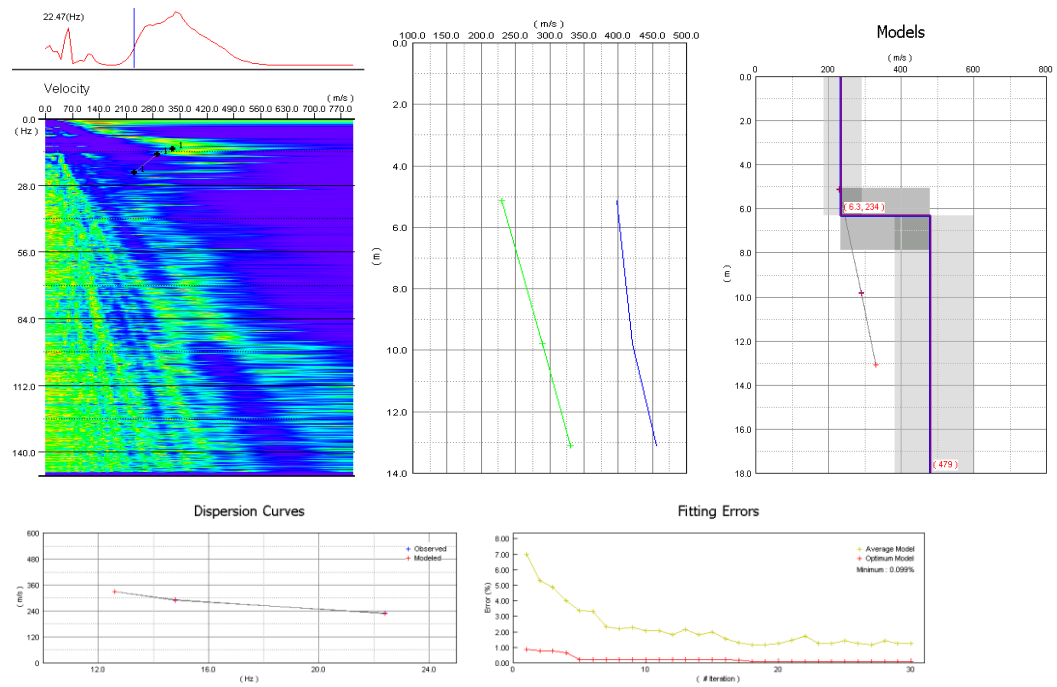 22.47(Hz)
Velocity
( m/s )
0.0 70.0 140.0 210.0 280.0 350.0 420.0 490.0 560.0 630.0 700.0 770.0
0.0
( Hz )
28.0
56.0
84.0
112.0
140.0
1
1
1
( m/s )
100.0 150.0 200.0 250.0 300.0 350.0 400.0 450.0 500.0
0.0
2.0
4.0
6.0
8.0
10.0
12.0
14.0
( m )
Models
( m/s )
0 200 400 600 800
0.0
2.0
4.0
6.0
8.0
10.0
12.0
14.0
16.0
18.0
( m )
( 6.3, 234 )
( 479 )
Dispersion Curves
600
480
360
240
120
0
( m/s )
Observed
Modeled
12.0 16.0 20.0 24.0
( Hz )
Fitting Errors
8.00
7.00
6.00
5.00
4.00
3.00
2.00
1.00
0.00
Error (%)
Average Model
Optimum Model
Minimum : 0.099%
0 10 20 30
( # Iteration )